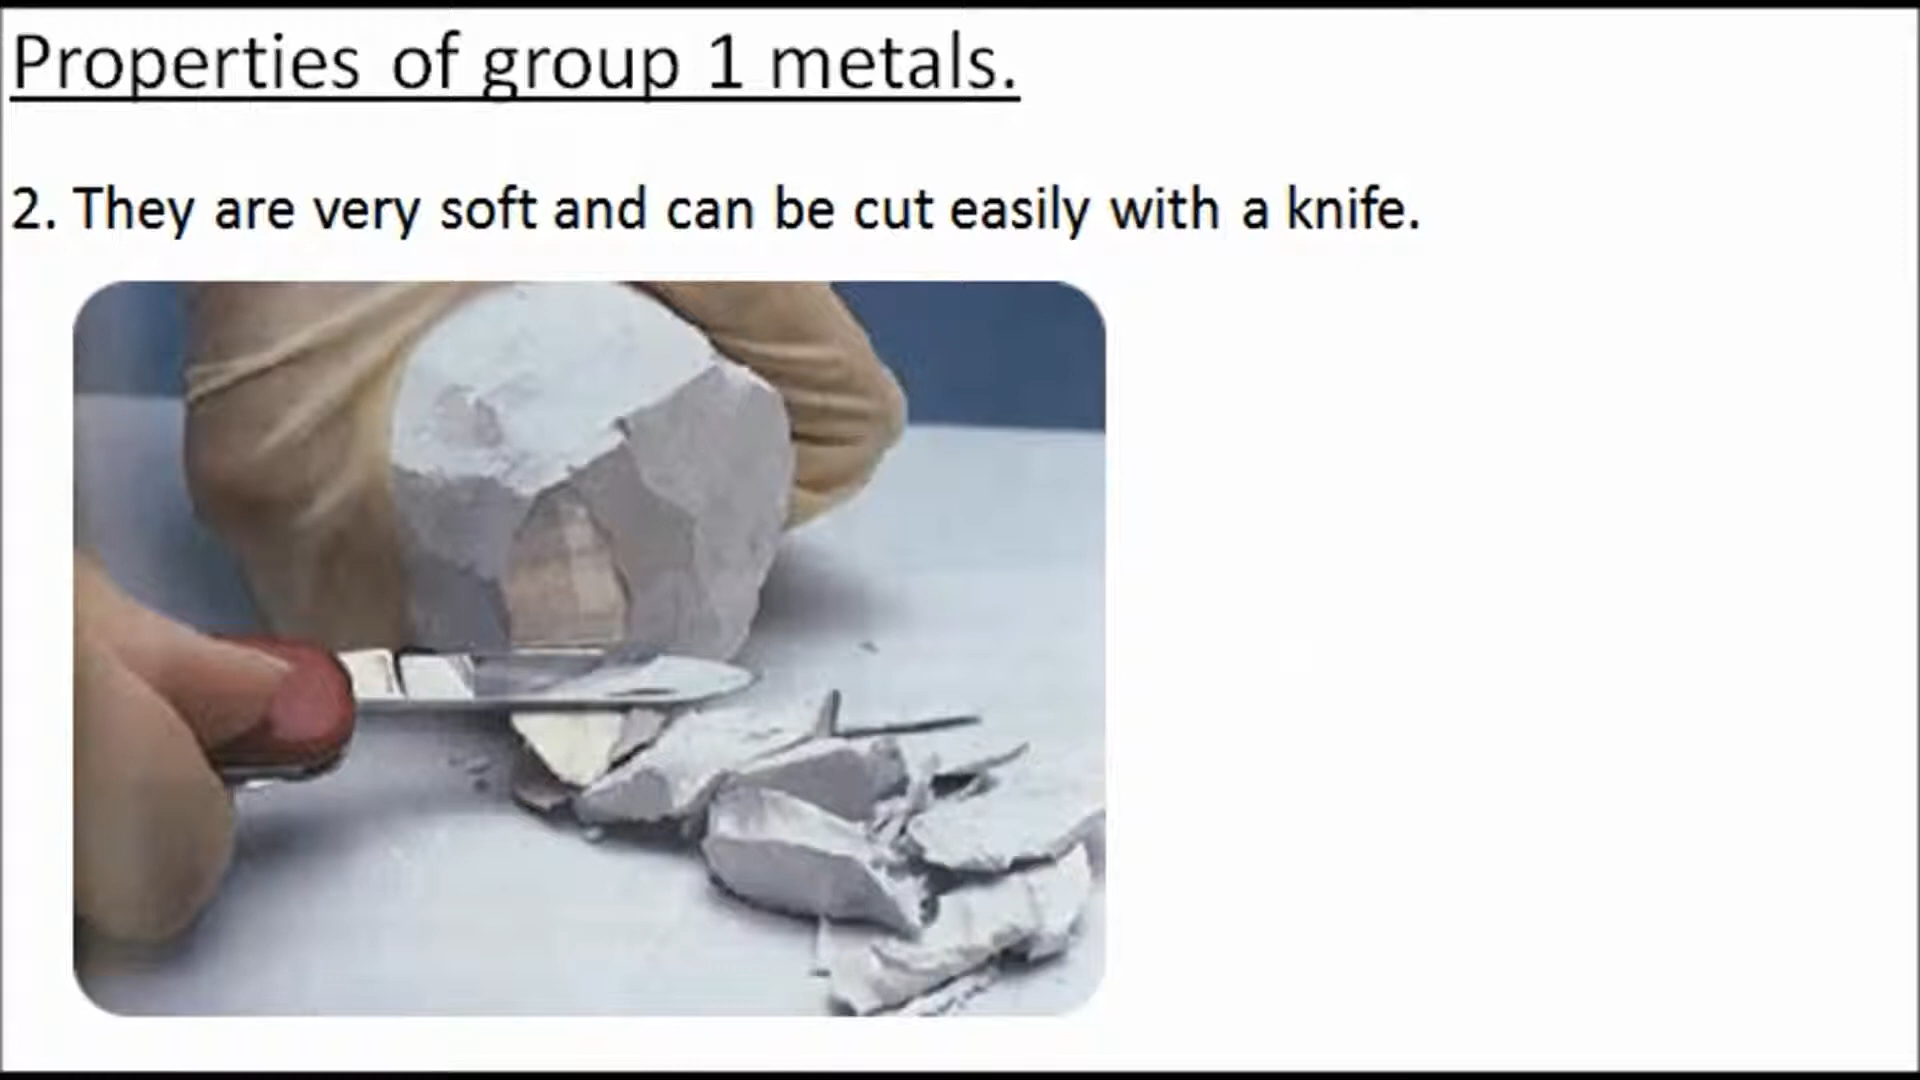 Properties of group 1 metals.
2. They are very soft and can be cut easily with a knife.